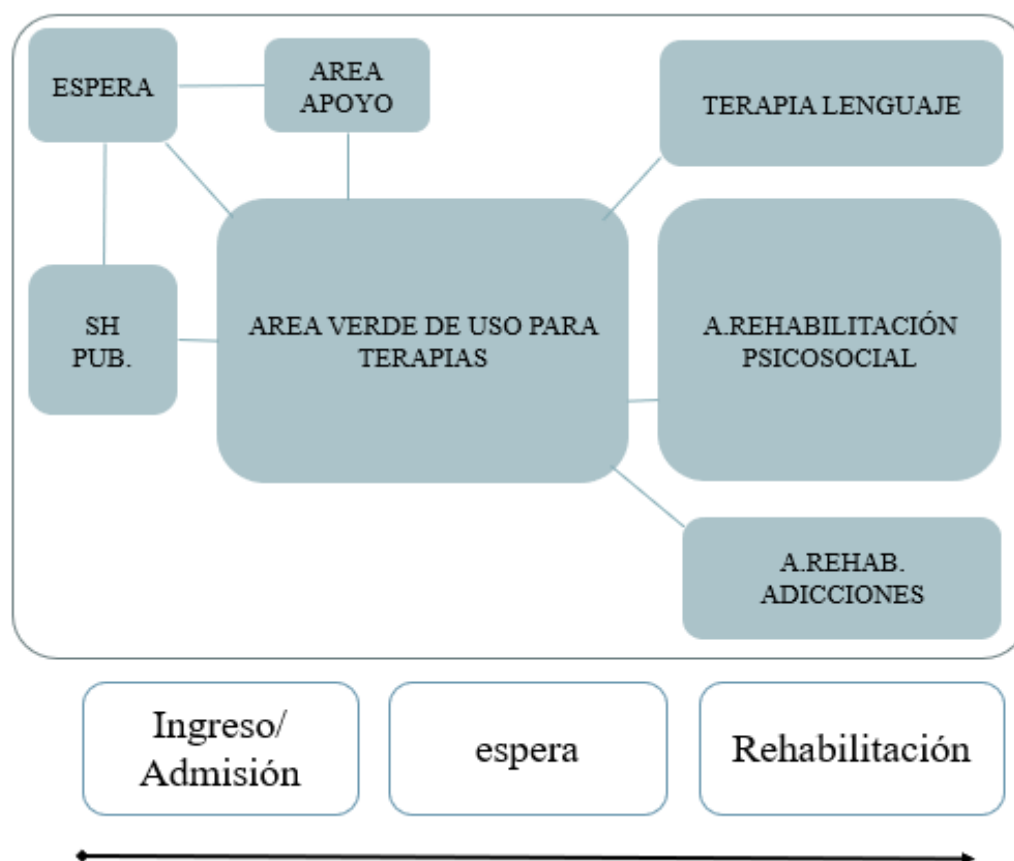 ESPERA
AREA
APOYO
TERAPIA LENGUAJE
SH
PUB.
AREA VERDE DE USO PARA
TERAPIAS
A.REHABILITACIÓN
PSICOSOCIAL
A.REHAB.
ADICCIONES
Ingreso/
Admisión
espera
Rehabilitación